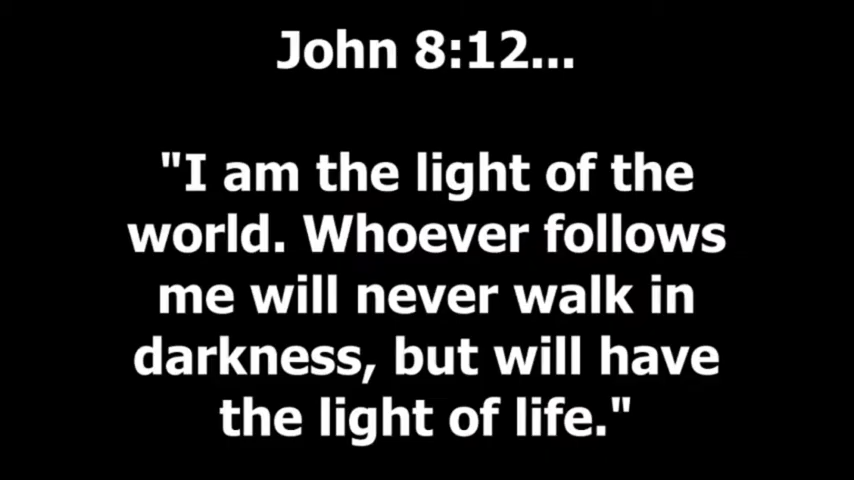 John 8:12...
"I am the light of the
world. Whoever follows
me will never walk in
darkness, but will have
the light of life."